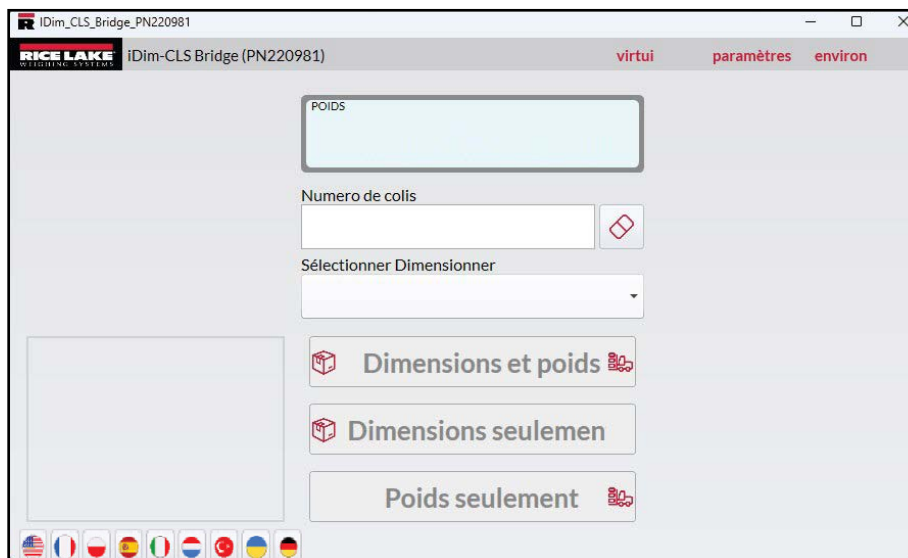 IDim_CLS_Bridge_PN220981
RICE LAKE
WEIGHING SYSTEMS
iDim-CLS Bridge (PN220981)
virtui
paramètres
environ
POIDS
Numero de colis
Sélectionner Dimensionner
Dimensions et poids
Dimensions seulemen
Poids seulement